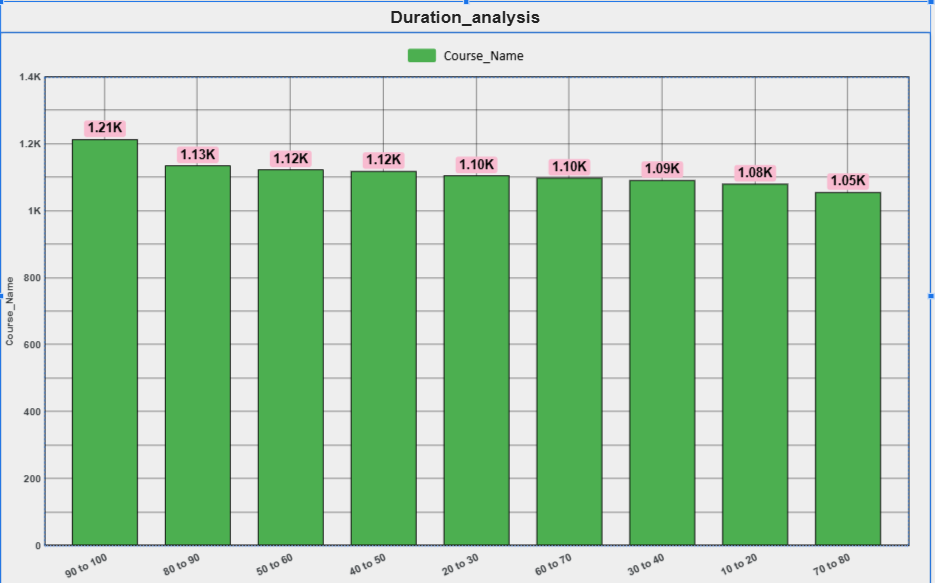 Duration_analysis
Course_Name
1.4K
1.2K
1K
800
600
400
200
0
Course_Name
1.21K
1.13K
1.12K
1.12K
1.10K
1.10K
1.09K
1.08K
1.05K
90 to 100
80 to 90
50 to 60
40 to 50
20 to 30
60 to 70
30 to 40
10 to 20
70 to 80